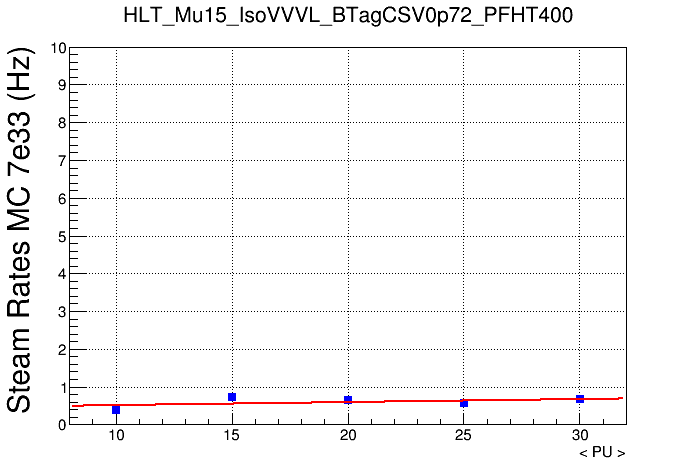 HLT_Mu15_IsoVVVL_BTagCSV0p72_PFHT400
Steam Rates MC 7e33 (Hz)
10
9
8
7
6
5
4
3
2
1
0
10 15 20 25 30
< PU >